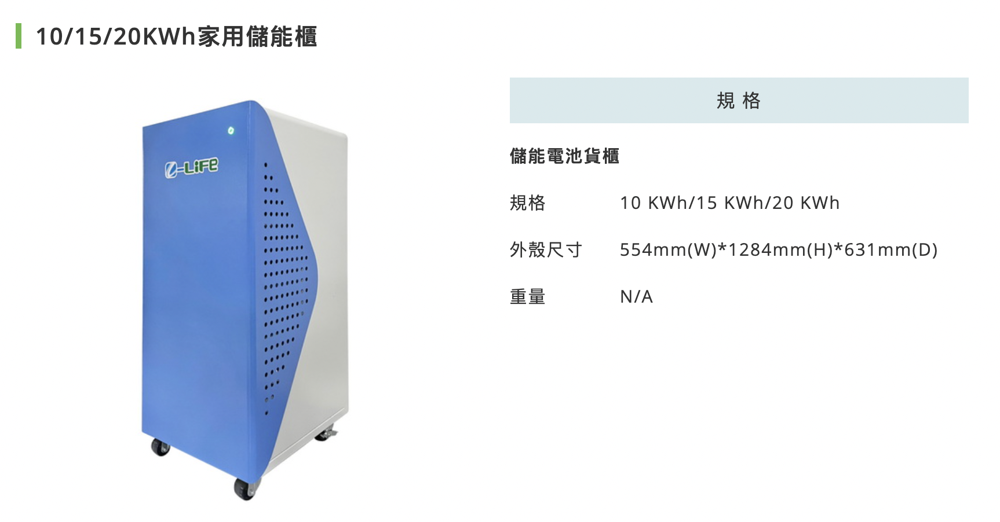 10/15/20KWh家用儲能櫃
-LiFe
規格
儲能電池貨櫃
規格 10 KWh/15 KWh/20 KWh
外殼尺寸 554mm(W)*1284mm(H)*631mm(D)
重量 N/A